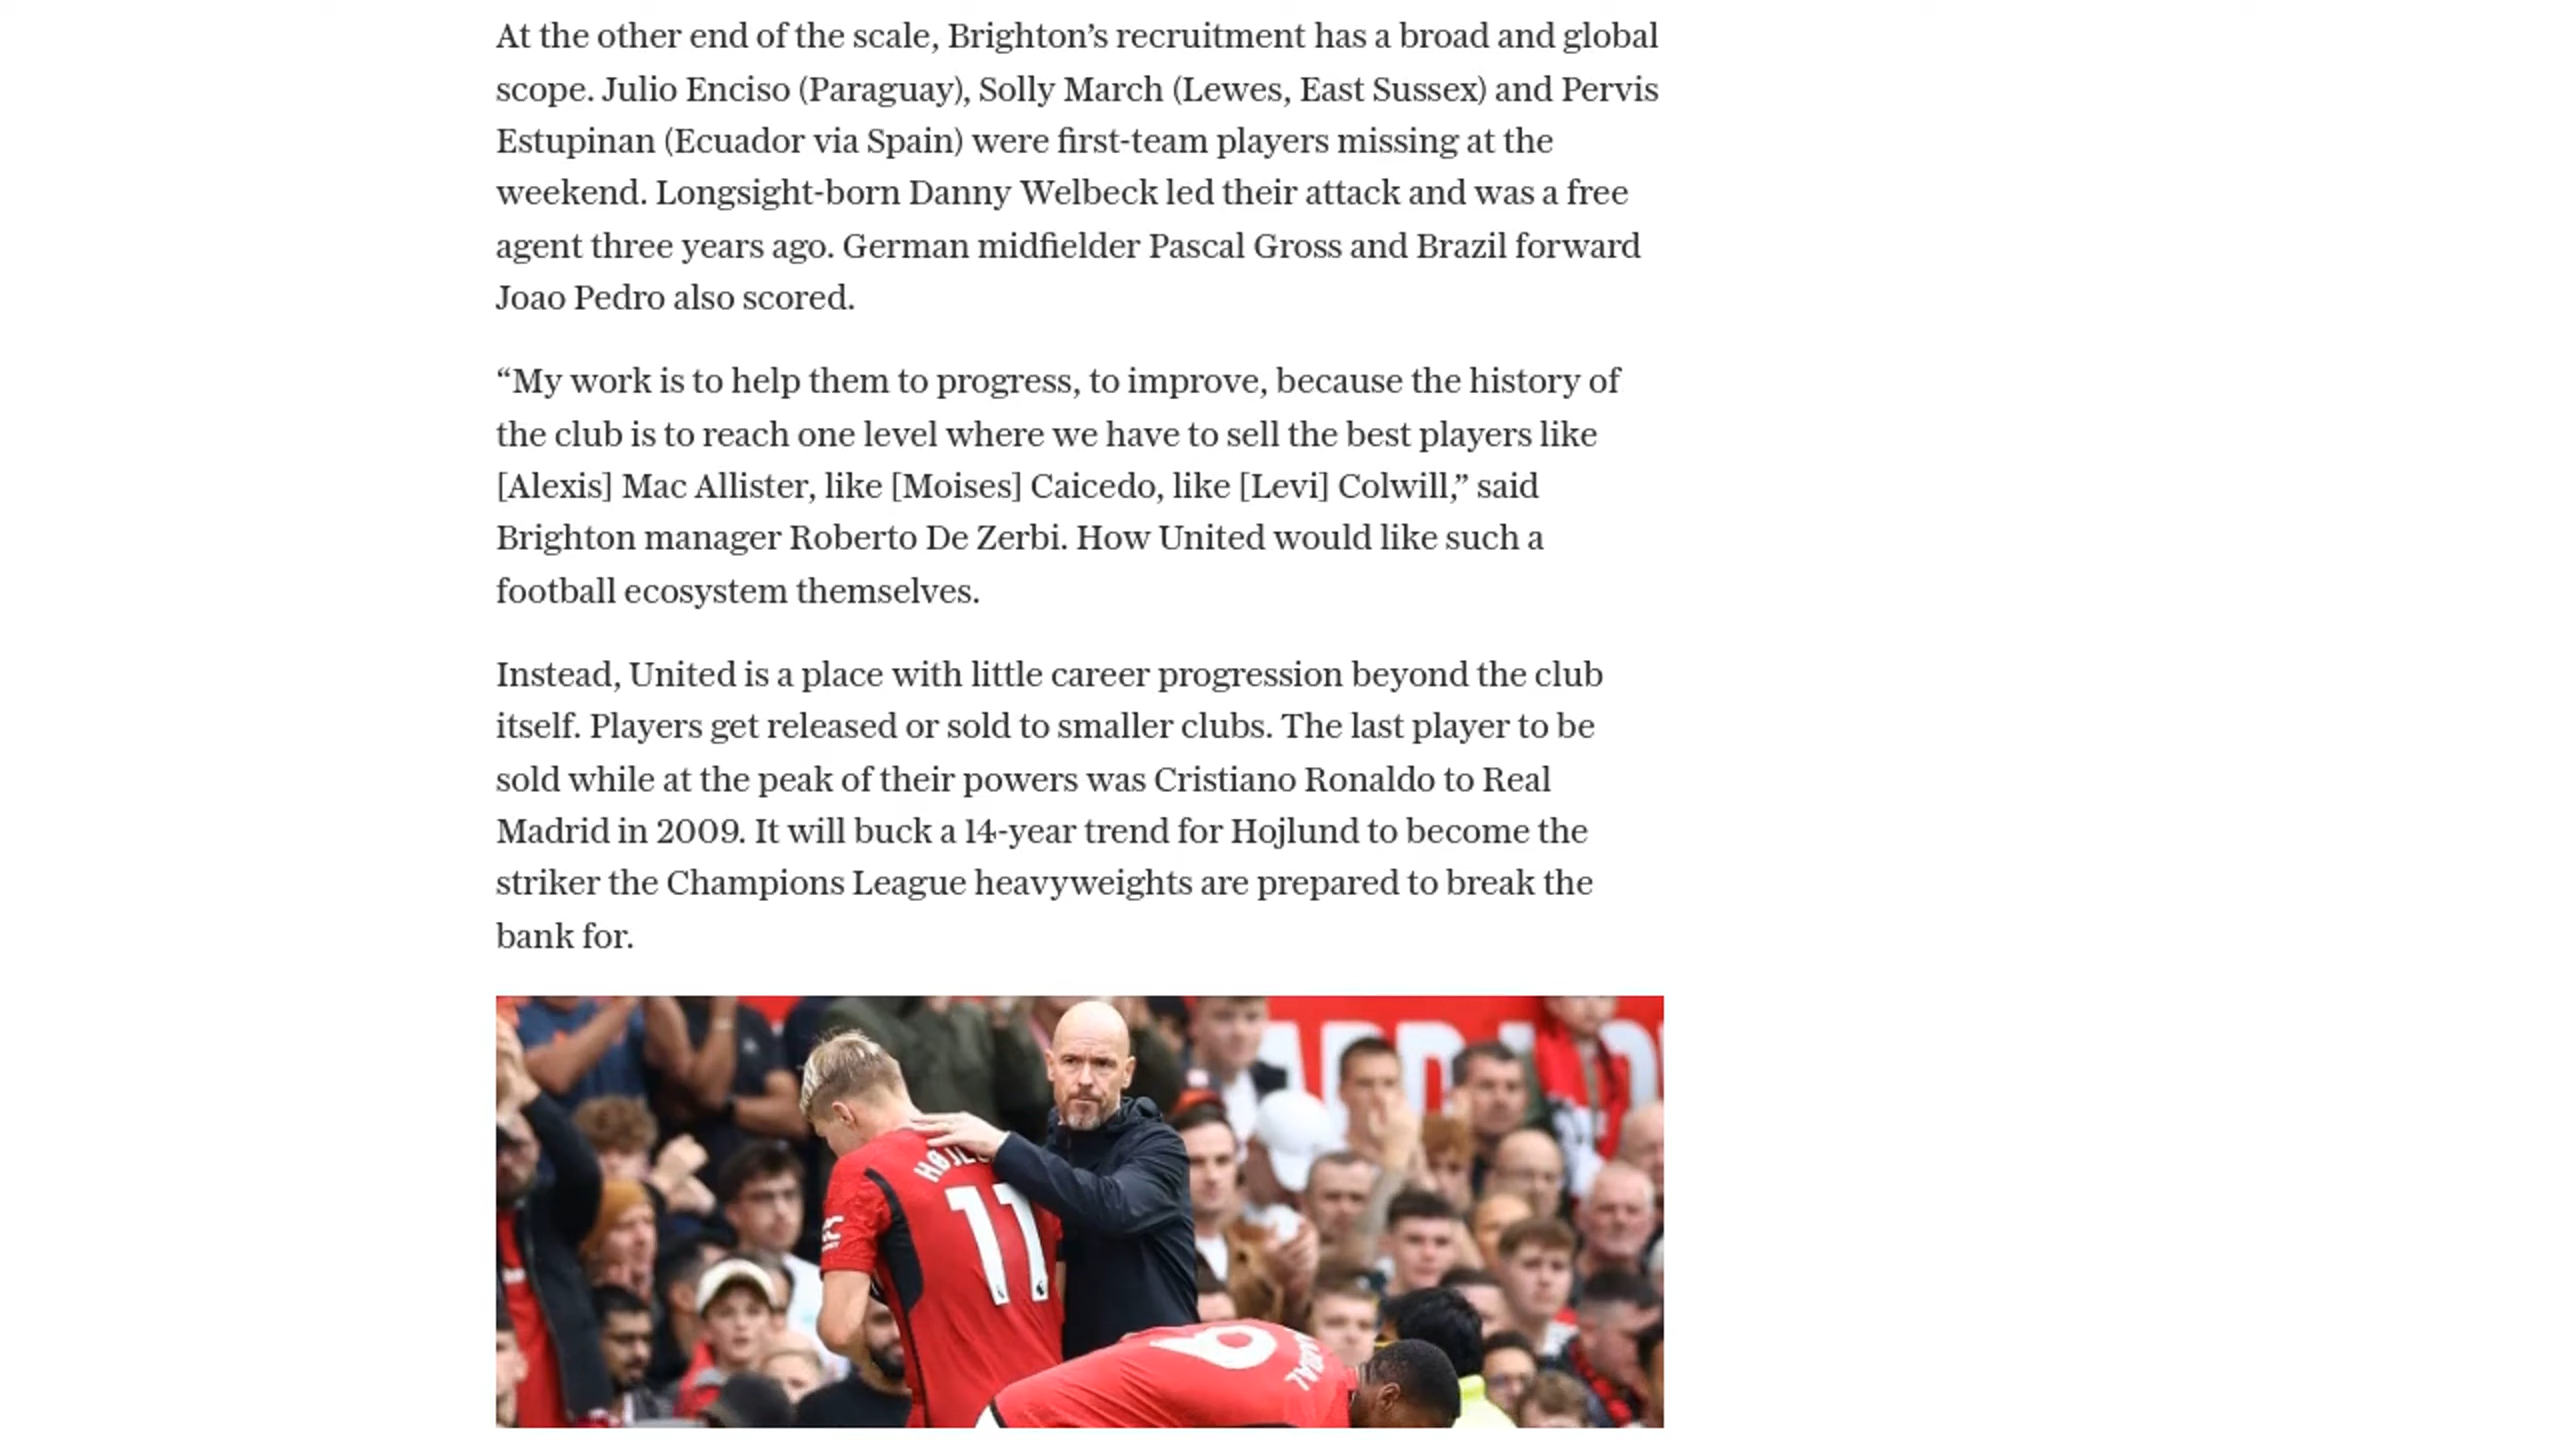 At the other end of the scale, Brighton’s recruitment has a broad and global
scope. Julio Enciso (Paraguay), Solly March (Lewes, East Sussex) and Pervis
Estupinan (Ecuador via Spain) were first-team players missing at the
weekend. Longsight-born Danny Welbeck led their attack and was a free
agent three years ago. German midfielder Pascal Gross and Brazil forward
Joao Pedro also scored.
“My work is to help them to progress, to improve, because the history of
the club is to reach one level where we have to sell the best players like
[Alexis] Mac Allister, like [Moises] Caicedo, like [Levi] Colwill,” said
Brighton manager Roberto De Zerbi. How United would like such a
football ecosystem themselves.
Instead, United is a place with little career progression beyond the club
itself. Players get released or sold to smaller clubs. The last player to be
sold while at the peak of their powers was Cristiano Ronaldo to Real
Madrid in 2009. It will buck a 14-year trend for Hojlund to become the
striker the Champions League heavyweights are prepared to break the
bank for.
11